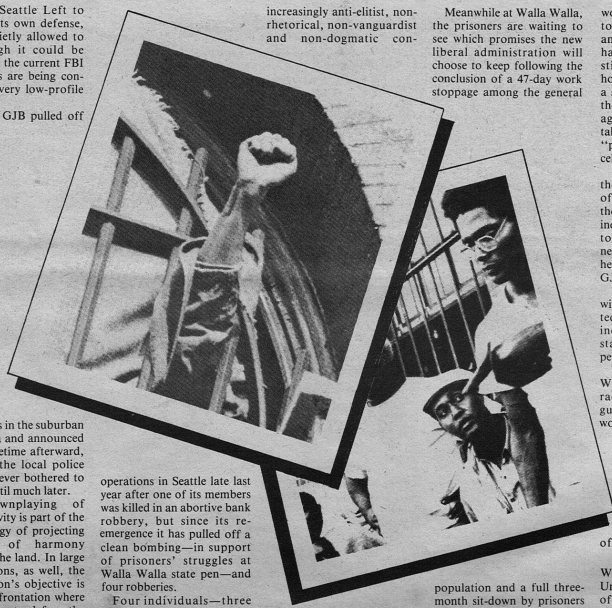 Seattle Left to
ts own defense,
ietly allowed to
gh it could be
the current FBI
s are being con-
very low-profile
GJB pulled off
s in the suburban
and announced
etime afterward,
the local police
ever bothered to
til much later.
wnplaying of
vity is part of the
gy of projecting
of harmony
he land. In large
ons, as well, the
on's objective is
frontation where
increasingly anti-elitist, non-
rhetorical, non-vanguardist
and non-dogmatic con-
operations in Seattle late last
year after one of its members
was killed in an abortive bank
robbery, but since its re-
emergence it has pulled off a
clean bombing—in support
of prisoners' struggles at
Walla Walla state pen—and
four robberies.
Four individuals—three
Meanwhile at Walla Walla,
the prisoners are waiting to
see which promises the new
liberal administration will
choose to keep following the
conclusion of a 47-day work
stoppage among the general
population and a full three-
month sit-down by prisoners